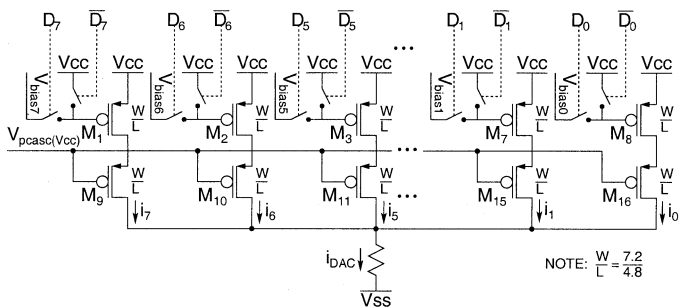 D7 D̅7̅ D6 D̅6̅ D5 D̅5̅ D1 D̅1̅ D0 D̅0̅
Vcc Vcc Vcc Vcc Vcc Vcc ••• Vcc Vcc Vcc Vcc
Vbias7 Vbias6 Vbias5 Vbias1 Vbias0
W/L W/L W/L W/L W/L
M1 M2 M3 M7 M8
Vpcasc(Vcc)
•••
W/L W/L W/L W/L W/L
M9 M10 M11 ••• M15 M16
i7 i6 i5 i1 i0
iDAC
NOTE: W/L = 7.2/4.8
Vss